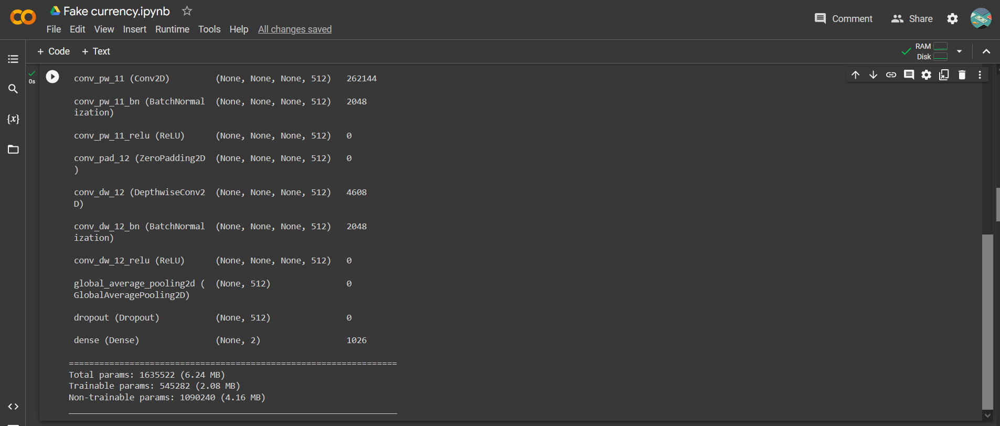 Fake currency.ipynb
File Edit View Insert Runtime Tools Help All changes saved
Comment Share
+ Code + Text
RAM
Disk
0s
conv_pw_11 (Conv2D) (None, None, None, 512) 262144
conv_pw_11_bn (BatchNormal (None, None, None, 512) 2048
ization)
conv_pw_11_relu (ReLU) (None, None, None, 512) 0
conv_pad_12 (ZeroPadding2D (None, None, None, 512) 0
)
conv_dw_12 (DepthwiseConv2 (None, None, None, 512) 4608
D)
conv_dw_12_bn (BatchNormal (None, None, None, 512) 2048
ization)
conv_dw_12_relu (ReLU) (None, None, None, 512) 0
global_average_pooling2d ( (None, 512) 0
GlobalAveragePooling2D)
dropout (Dropout) (None, 512) 0
dense (Dense) (None, 2) 1026
=================================================================
Total params: 1635522 (6.24 MB)
Trainable params: 545282 (2.08 MB)
Non-trainable params: 1090240 (4.16 MB)
_________________________________________________________________
{x}